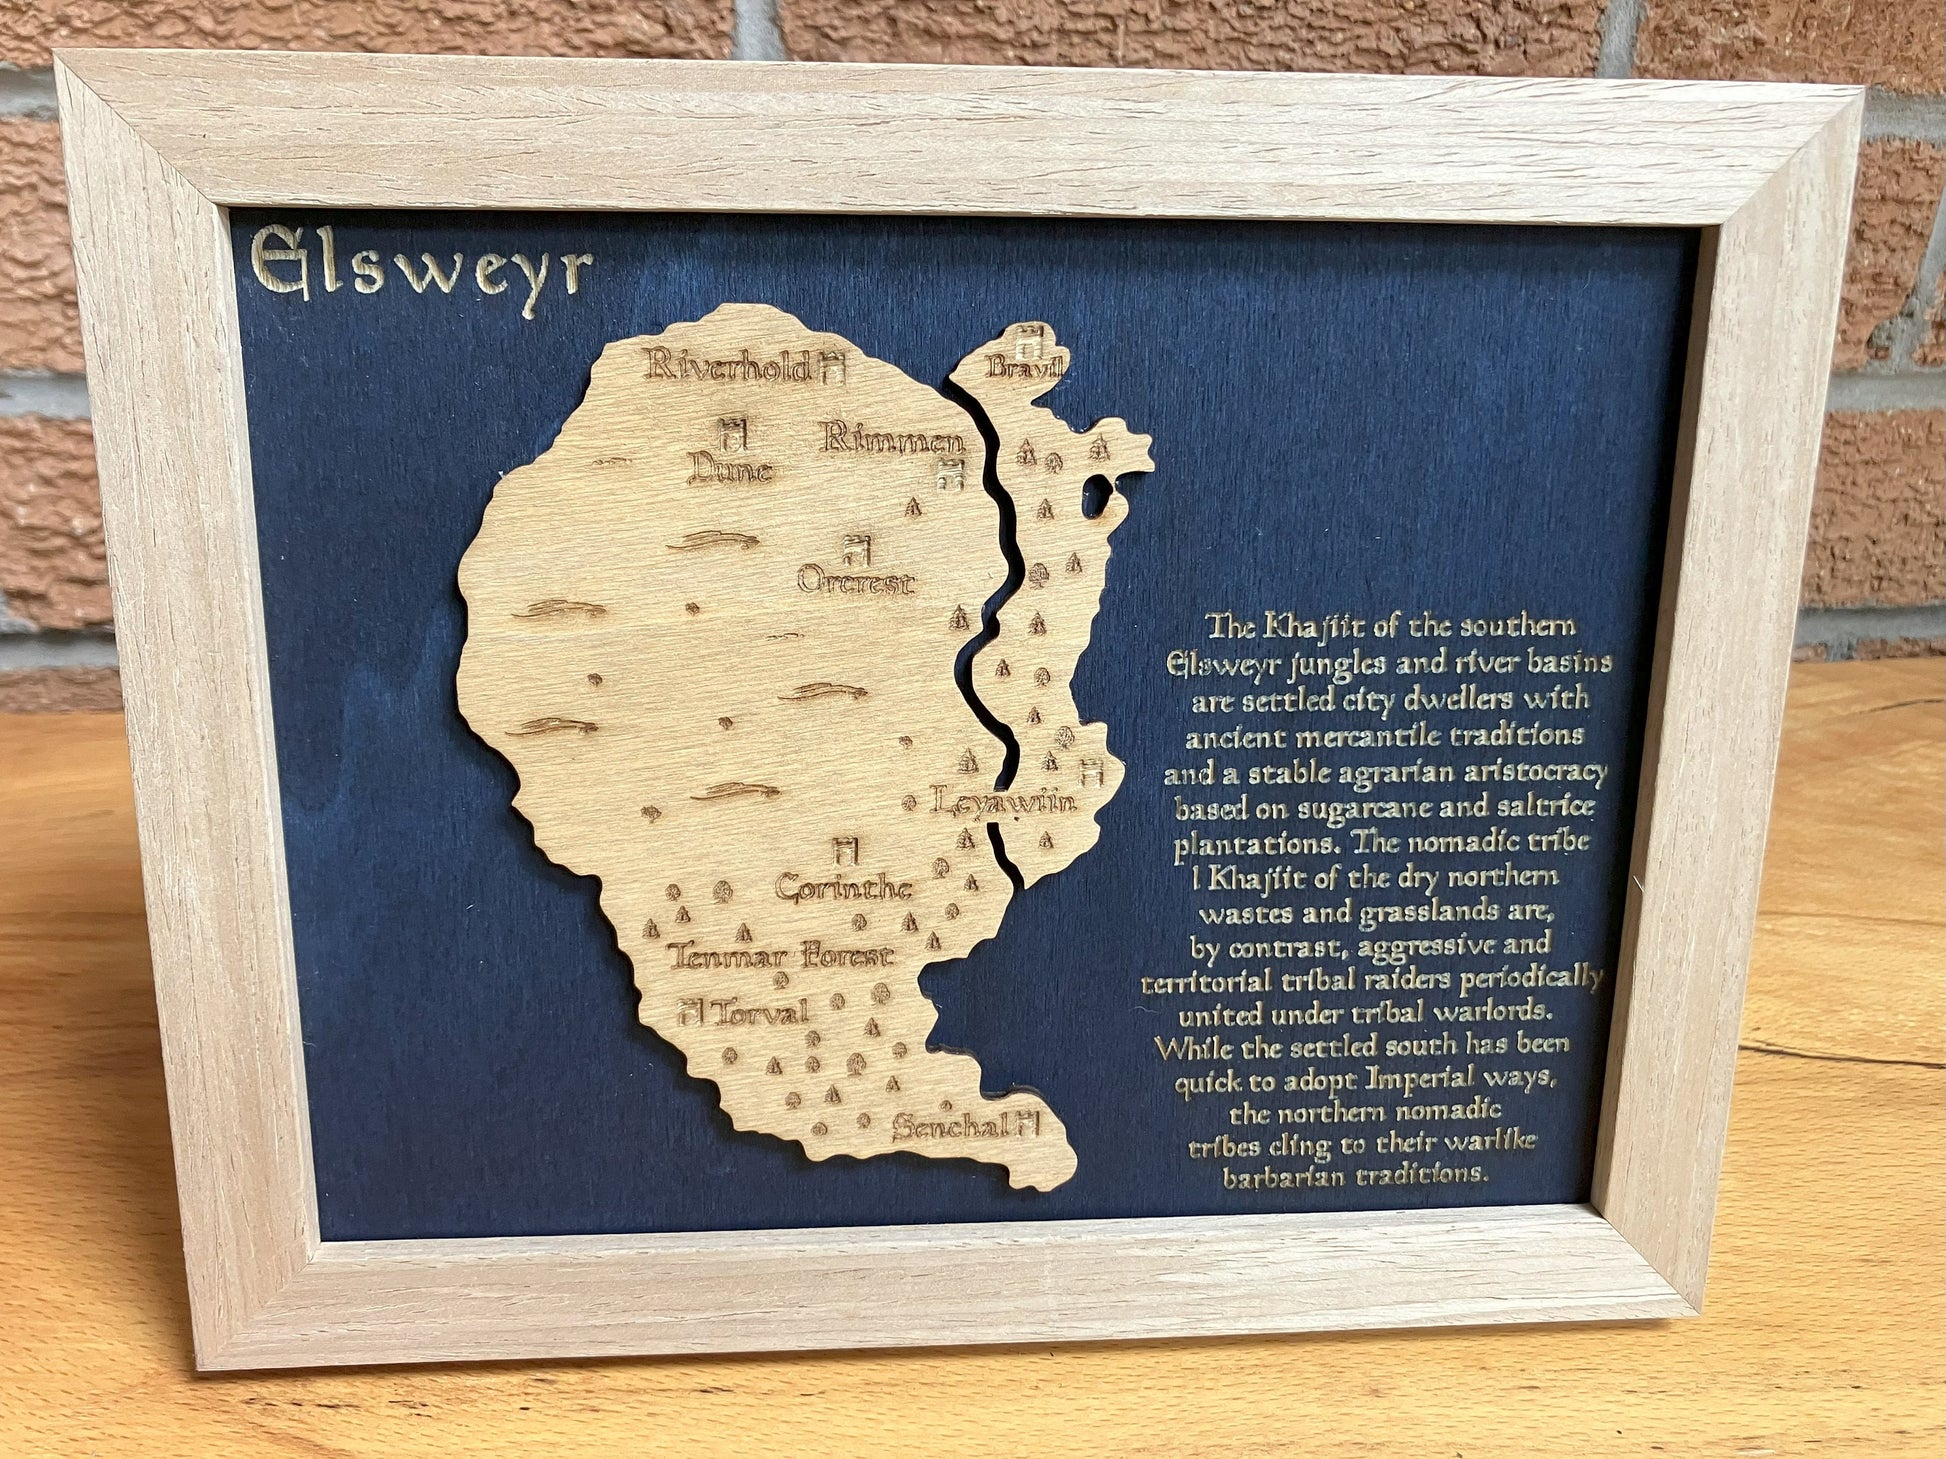 Elsweyr
Riverhold
Bravil
Rimmen
Dune
Orcrest
Leyawiin
Corinthe
Tenmar Forest
Torval
Senchal
The Khajiit of the southern
Elsweyr jungles and river basins
are settled city dwellers with
ancient mercantile traditions
and a stable agrarian aristocracy
based on sugarcane and saltrice
plantations. The nomadic tribe
l Khajiit of the dry northern
wastes and grasslands are,
by contrast, aggressive and
territorial tribal raiders periodically
united under tribal warlords.
While the settled south has been
quick to adopt Imperial ways,
the northern nomadic
tribes cling to their warlike
barbarian traditions.